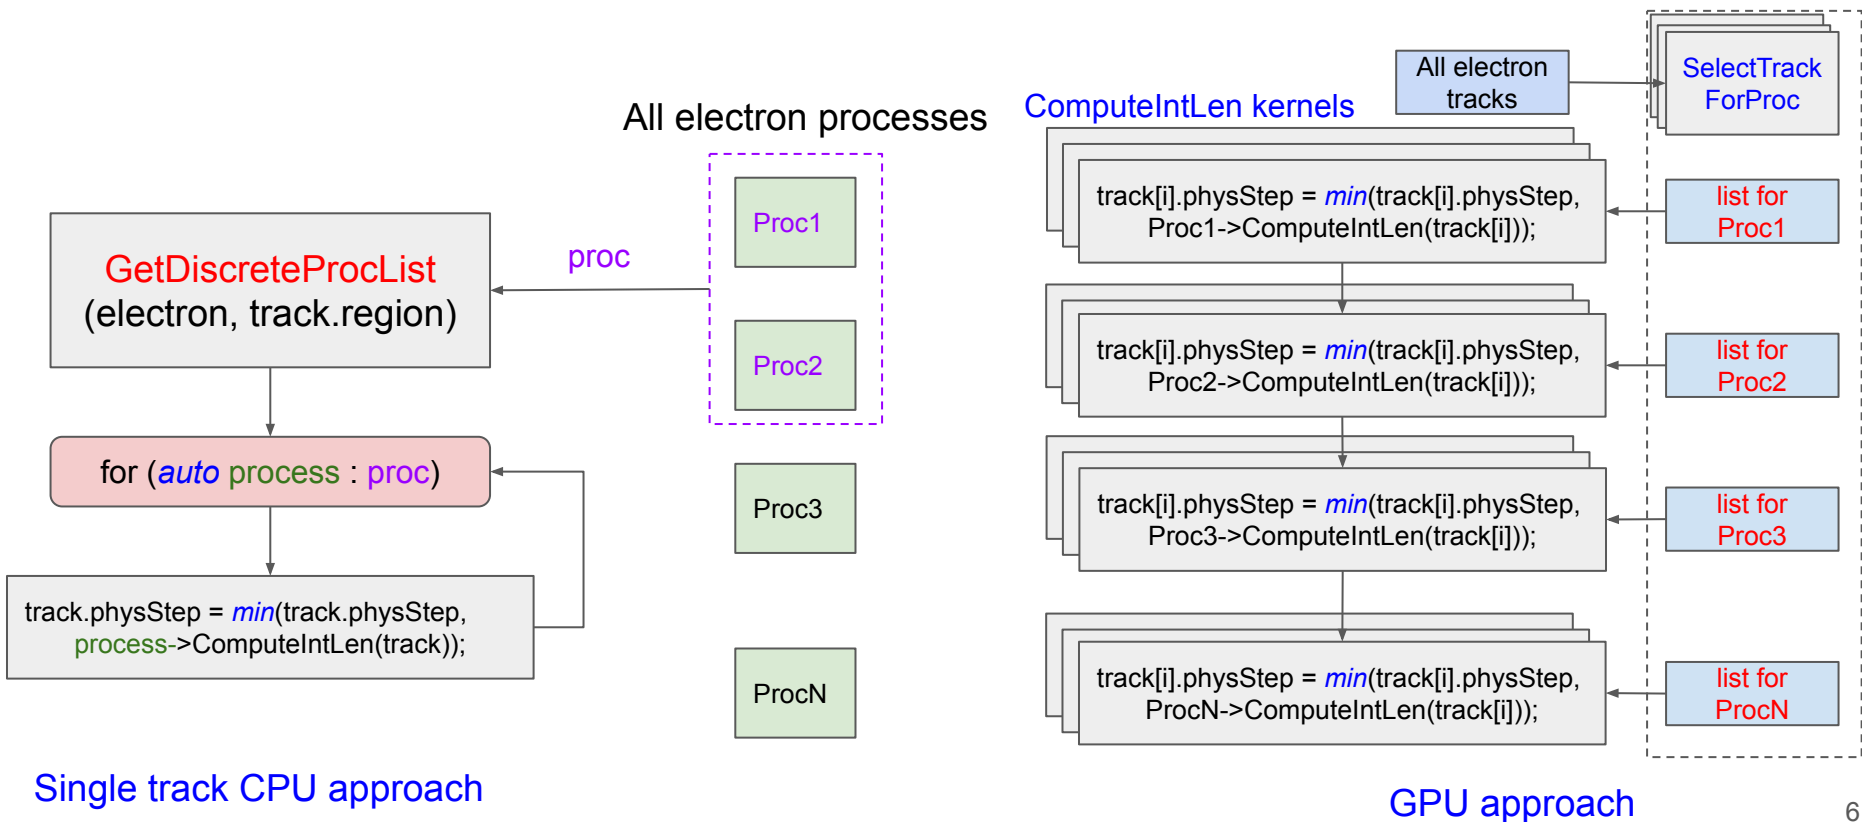 All electron processes
GetDiscreteProcList
(electron, track.region)
proc
Proc1
Proc2
Proc3
ProcN
for (auto process : proc)
track.physStep = min(track.physStep,
process->ComputeIntLen(track));
Single track CPU approach
All electron
tracks
SelectTrack
ForProc
ComputeIntLen kernels
track[i].physStep = min(track[i].physStep,
Proc1->ComputeIntLen(track[i]));
list for
Proc1
track[i].physStep = min(track[i].physStep,
Proc2->ComputeIntLen(track[i]));
list for
Proc2
track[i].physStep = min(track[i].physStep,
Proc3->ComputeIntLen(track[i]));
list for
Proc3
track[i].physStep = min(track[i].physStep,
ProcN->ComputeIntLen(track[i]));
list for
ProcN
GPU approach
6